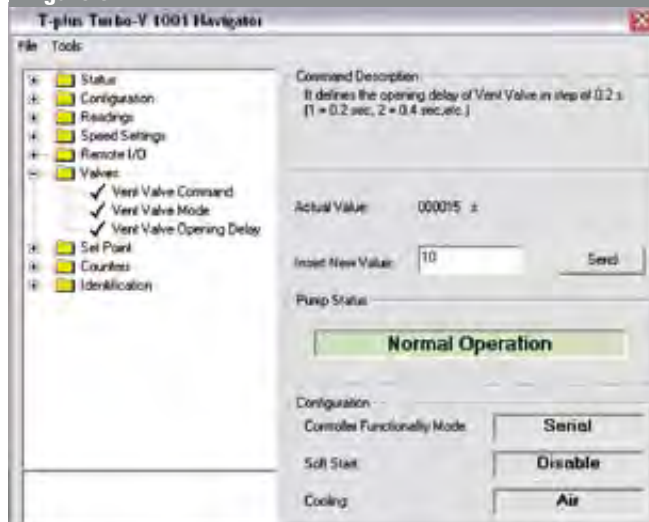 T-plus Turbo-V 1001 Navigator
File Tools
Status
Configuration
Readings
Speed Settings
Remote I/O
Valves
Vent Valve Command
Vent Valve Mode
Vent Valve Opening Delay
Set Point
Counters
Identification
Command Description
It defines the opening delay of Vent Valve in step of 0.2 s
(1 = 0.2 sec, 2 = 0.4 sec,etc.)
Actual Value: 000015 s
Insert New Value: 10 Send
Pump Status
Normal Operation
Configuration
Controller Functionality Mode Serial
Soft Start Disable
Cooling Air